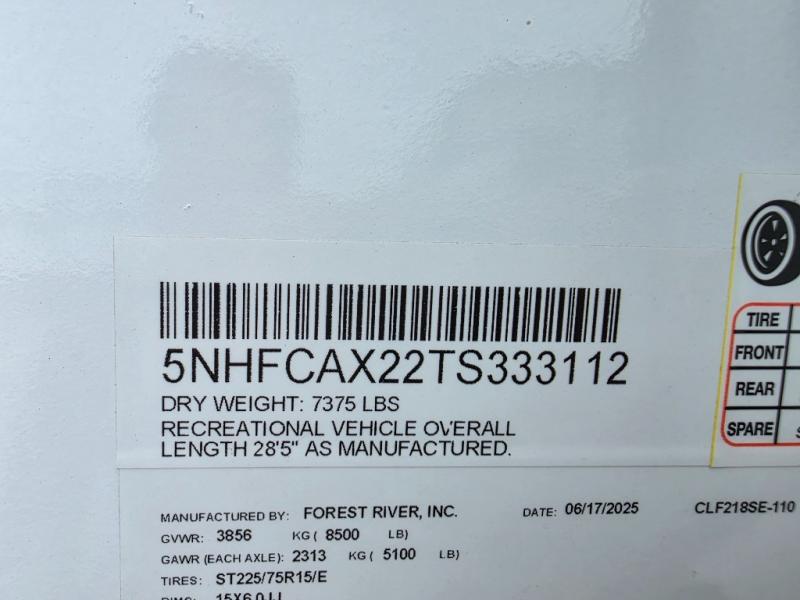 5NHFCAX22TS333112
DRY WEIGHT: 7375 LBS
RECREATIONAL VEHICLE OVERALL
LENGTH 28'5" AS MANUFACTURED.
TIRE
FRONT
REAR
SPARE
MANUFACTURED BY: FOREST RIVER, INC. DATE: 06/17/2025 CLF218SE-110
GVWR: 3856 KG ( 8500 LB)
GAWR (EACH AXLE): 2313 KG ( 5100 LB)
TIRES: ST225/75R15/E